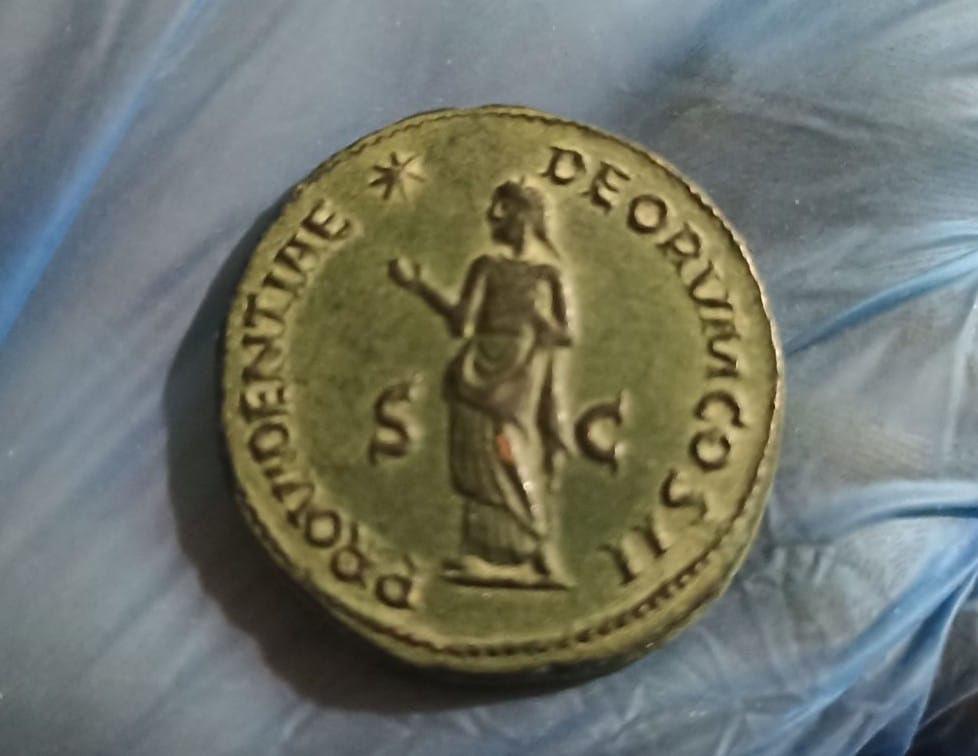 PROVIDENTIAE DEORVM COS II
S C